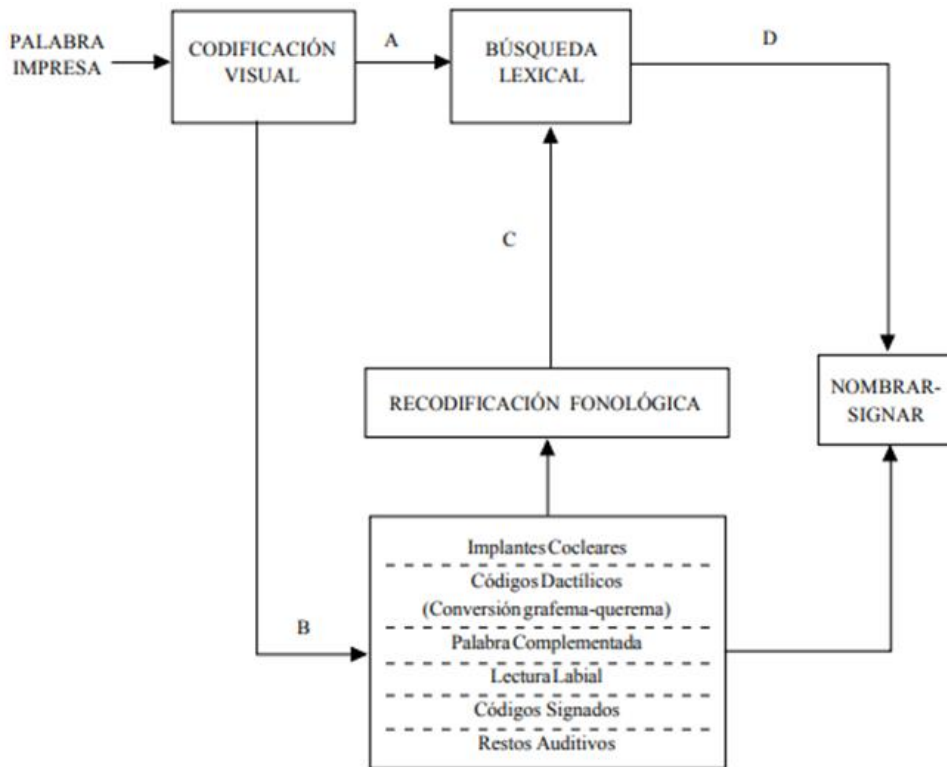 PALABRA
IMPRESA
CODIFICACIÓN
VISUAL
A
BÚSQUEDA
LEXICAL
D
C
RECODIFICACIÓN FONOLÓGICA
NOMBRAR-
SIGNAR
B
Implantes Cocleares
Códigos Dactílicos
(Conversión grafema-querema)
Palabra Complementada
Lectura Labial
Códigos Signados
Restos Auditivos